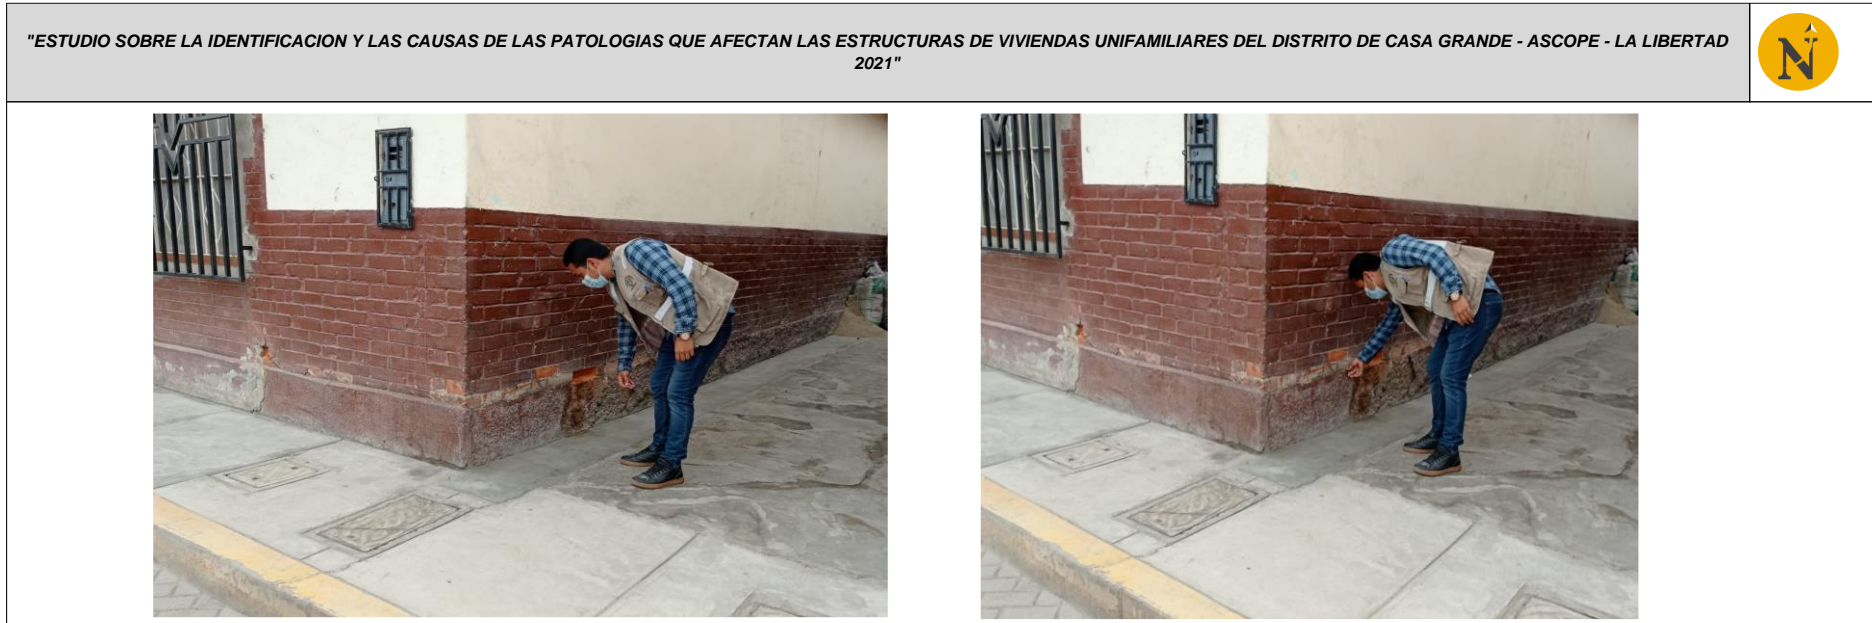 "ESTUDIO SOBRE LA IDENTIFICACION Y LAS CAUSAS DE LAS PATOLOGIAS QUE AFECTAN LAS ESTRUCTURAS DE VIVIENDAS UNIFAMILIARES DEL DISTRITO DE CASA GRANDE - ASCOPE - LA LIBERTAD
2021"
N